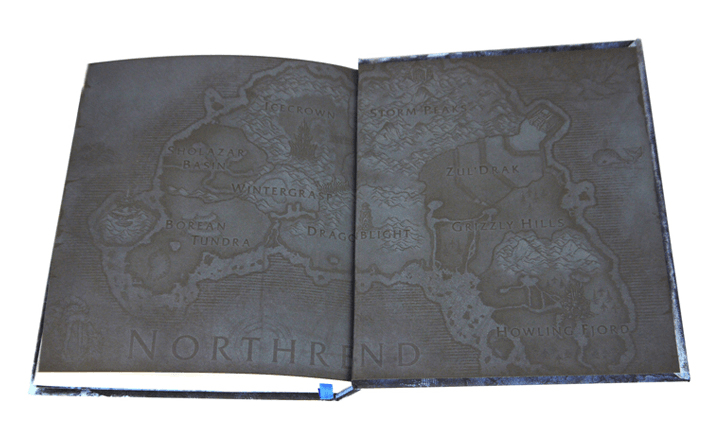 Icecrown
Storm Peaks
Sholazar
Basin
Zul'Drak
Wintergrasp
Borean
Tundra
Dragonblight
Grizzly Hills
Howling Fjord
Northrend